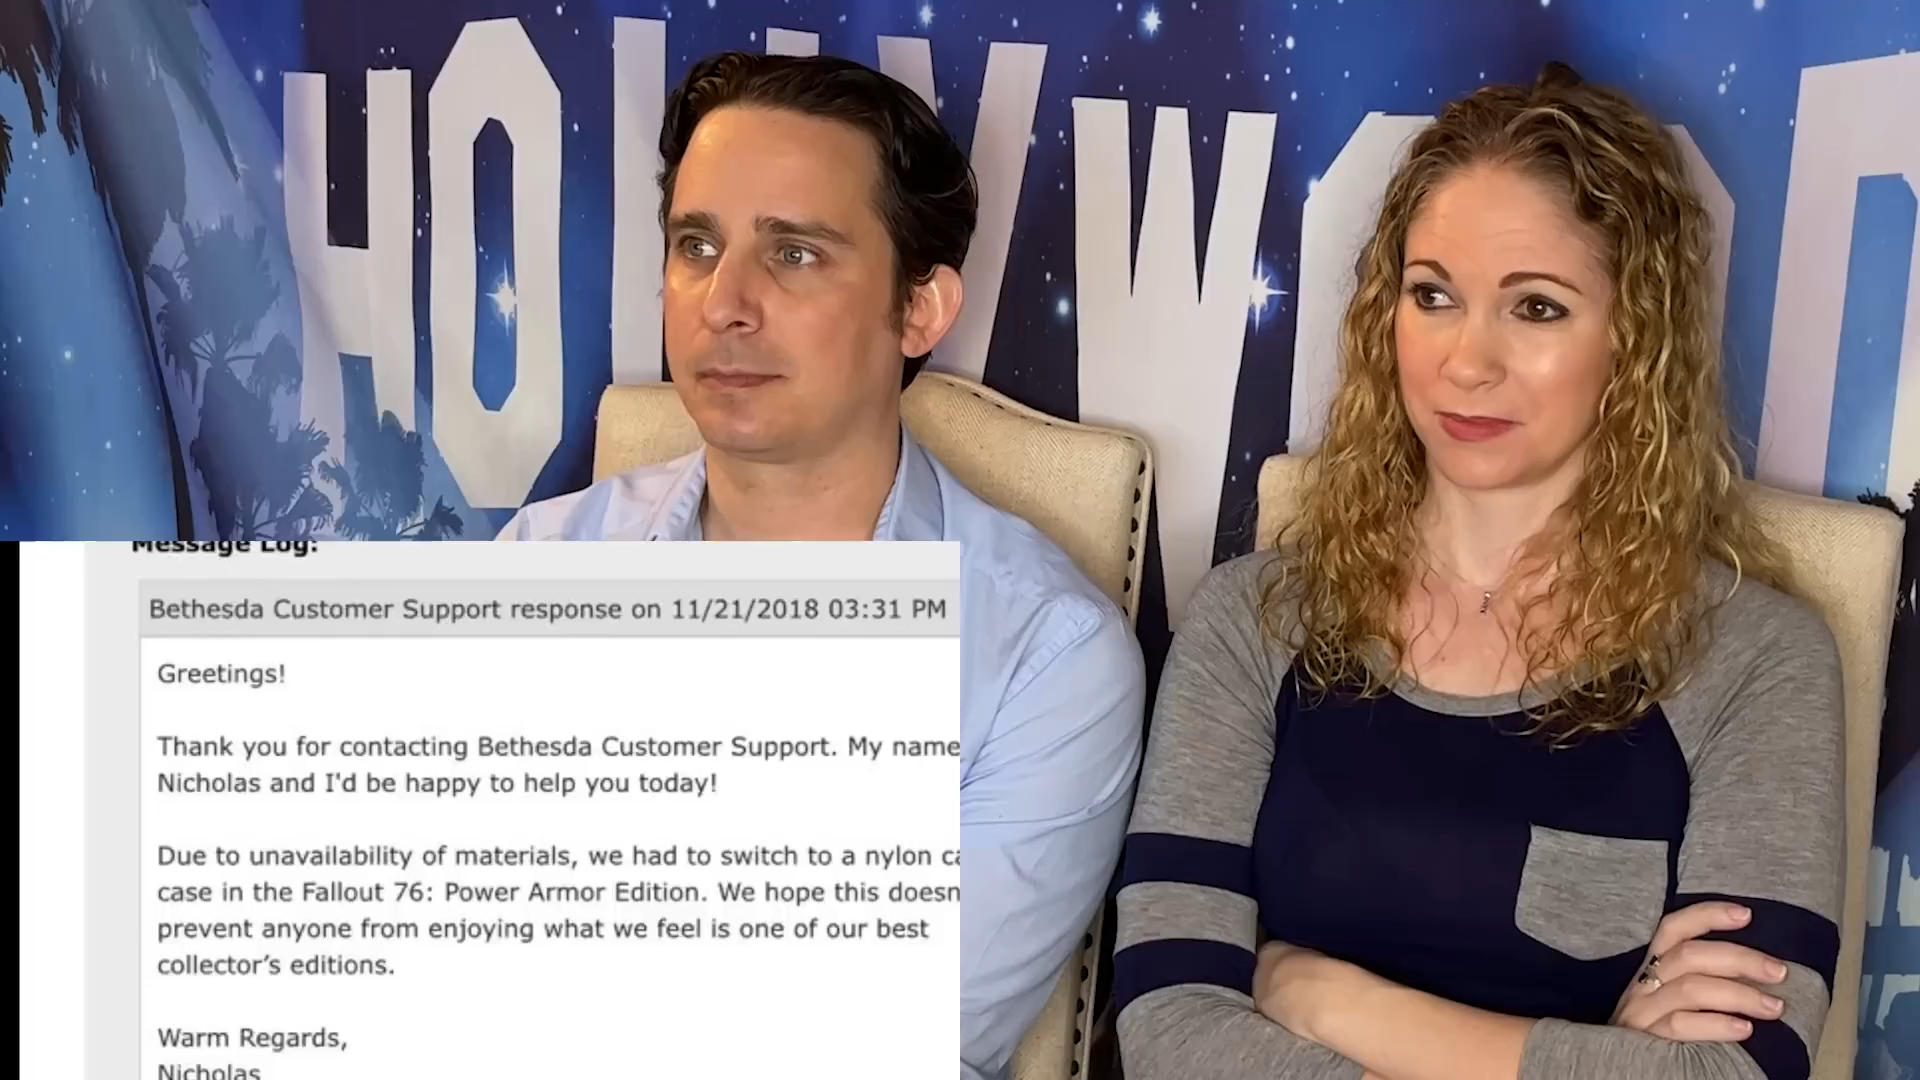 HOLLYWOOD
Message Log:
Bethesda Customer Support response on 11/21/2018 03:31 PM
Greetings!
Thank you for contacting Bethesda Customer Support. My name
Nicholas and I'd be happy to help you today!
Due to unavailability of materials, we had to switch to a nylon ca
case in the Fallout 76: Power Armor Edition. We hope this doesn
prevent anyone from enjoying what we feel is one of our best
collector's editions.
Warm Regards,
Nicholas